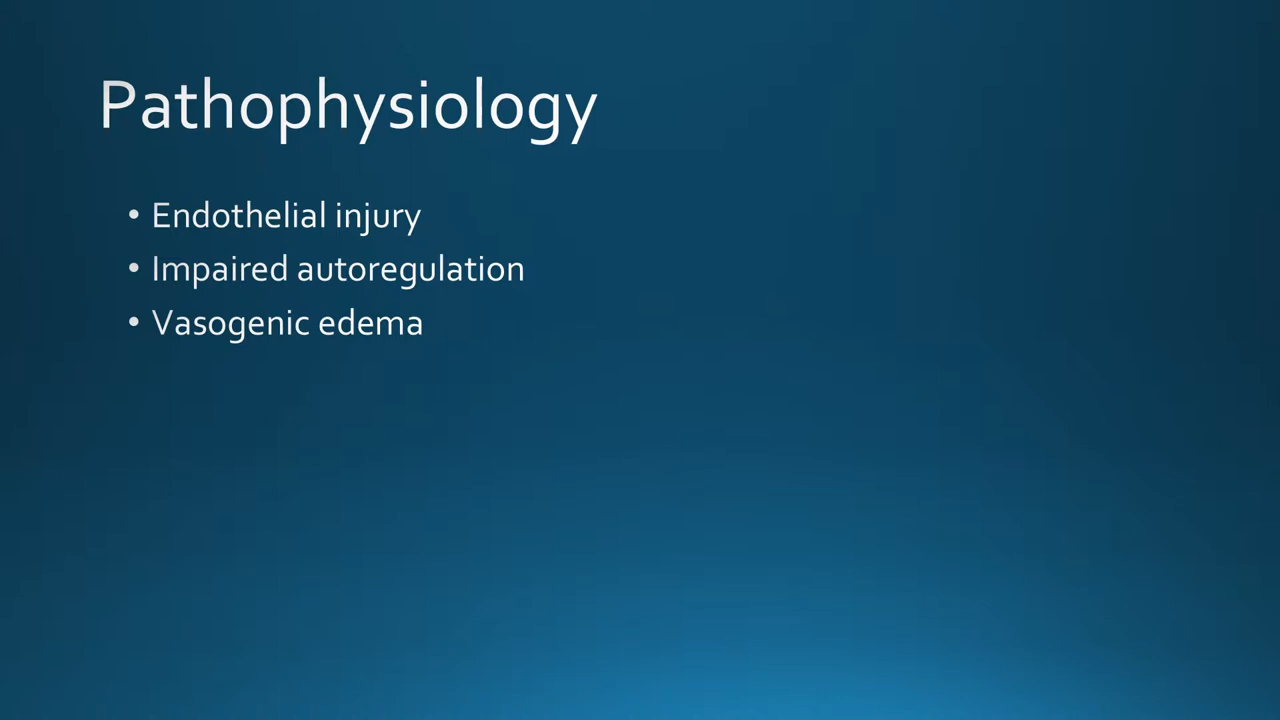 Pathophysiology
• Endothelial injury
• Impaired autoregulation
• Vasogenic edema